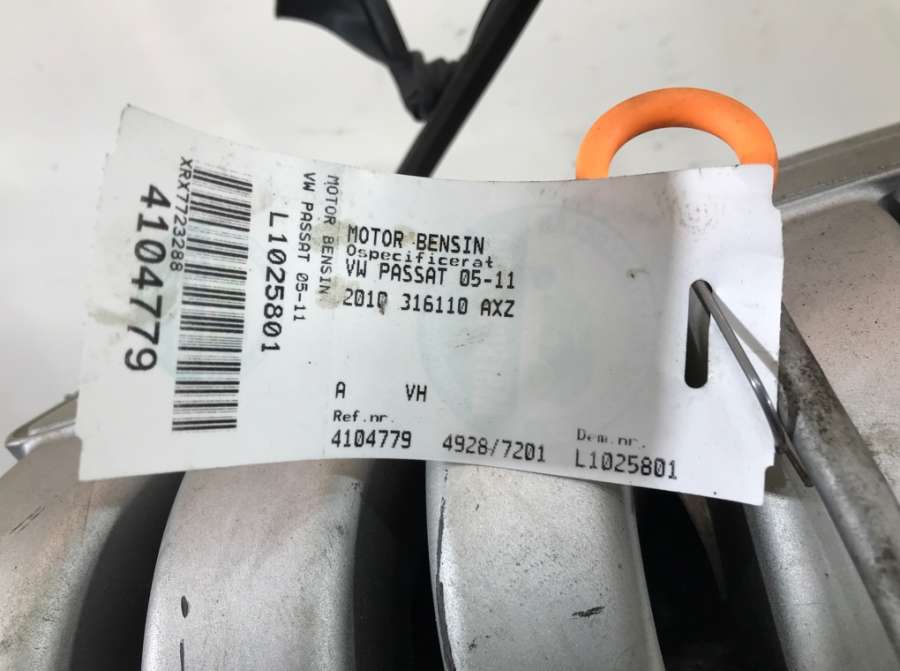 MOTOR BENSIN
Ospecificerat
VW PASSAT 05-11
2010 316110 AXZ
A VH
Ref.nr. Dem.nr.
4104779 4928/7201 L1025801
MOTOR BENSIN
VW PASSAT 05-11
L1025801
XRX7723288
4104779